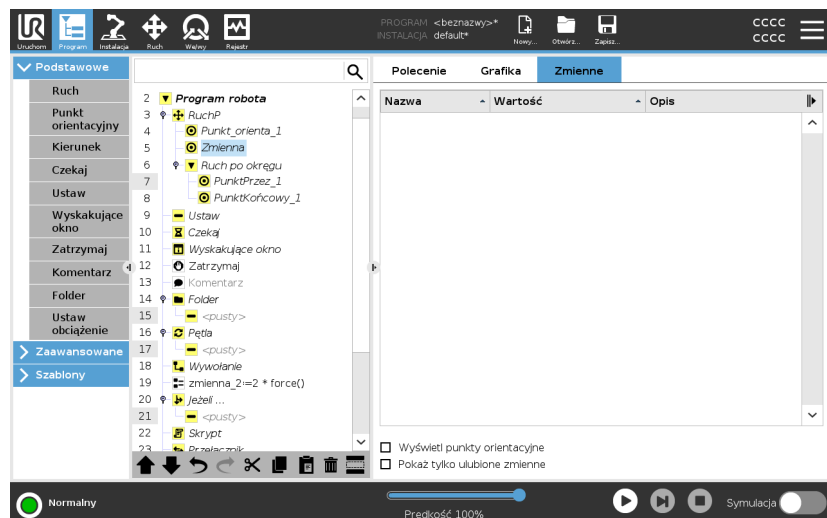 PROGRAM <beznazwy>*
INSTALACJA default*
cccc
cccc
Uruchom Program Instalacja Ruch We/wy Rejestr Nowy... Otwórz... Zapisz...
Podstawowe
Ruch
Punkt
orientacyjny
Kierunek
Czekaj
Ustaw
Wyskakujące
okno
Zatrzymaj
Komentarz
Folder
Ustaw
obciążenie
Zaawansowane
Szablony
2 Program robota
3 RuchP
4 Punkt_orienta_1
5 Zmienna
6 Ruch po okręgu
7 PunktPrzez_1
8 PunktKońcowy_1
9 Ustaw
10 Czekaj
11 Wyskakujące okno
12 Zatrzymaj
13 Komentarz
14 Folder
15 <pusty>
16 Pętla
17 <pusty>
18 Wywołanie
19 zmienna_2:=2 * force()
20 Jeżeli ...
21 <pusty>
22 Skrypt
23 Przełącznik
Polecenie Grafika Zmienne
Nazwa Wartość Opis
Wyświetl punkty orientacyjne
Pokaż tylko ulubione zmienne
Normalny
Prędkość 100%
Symulacja